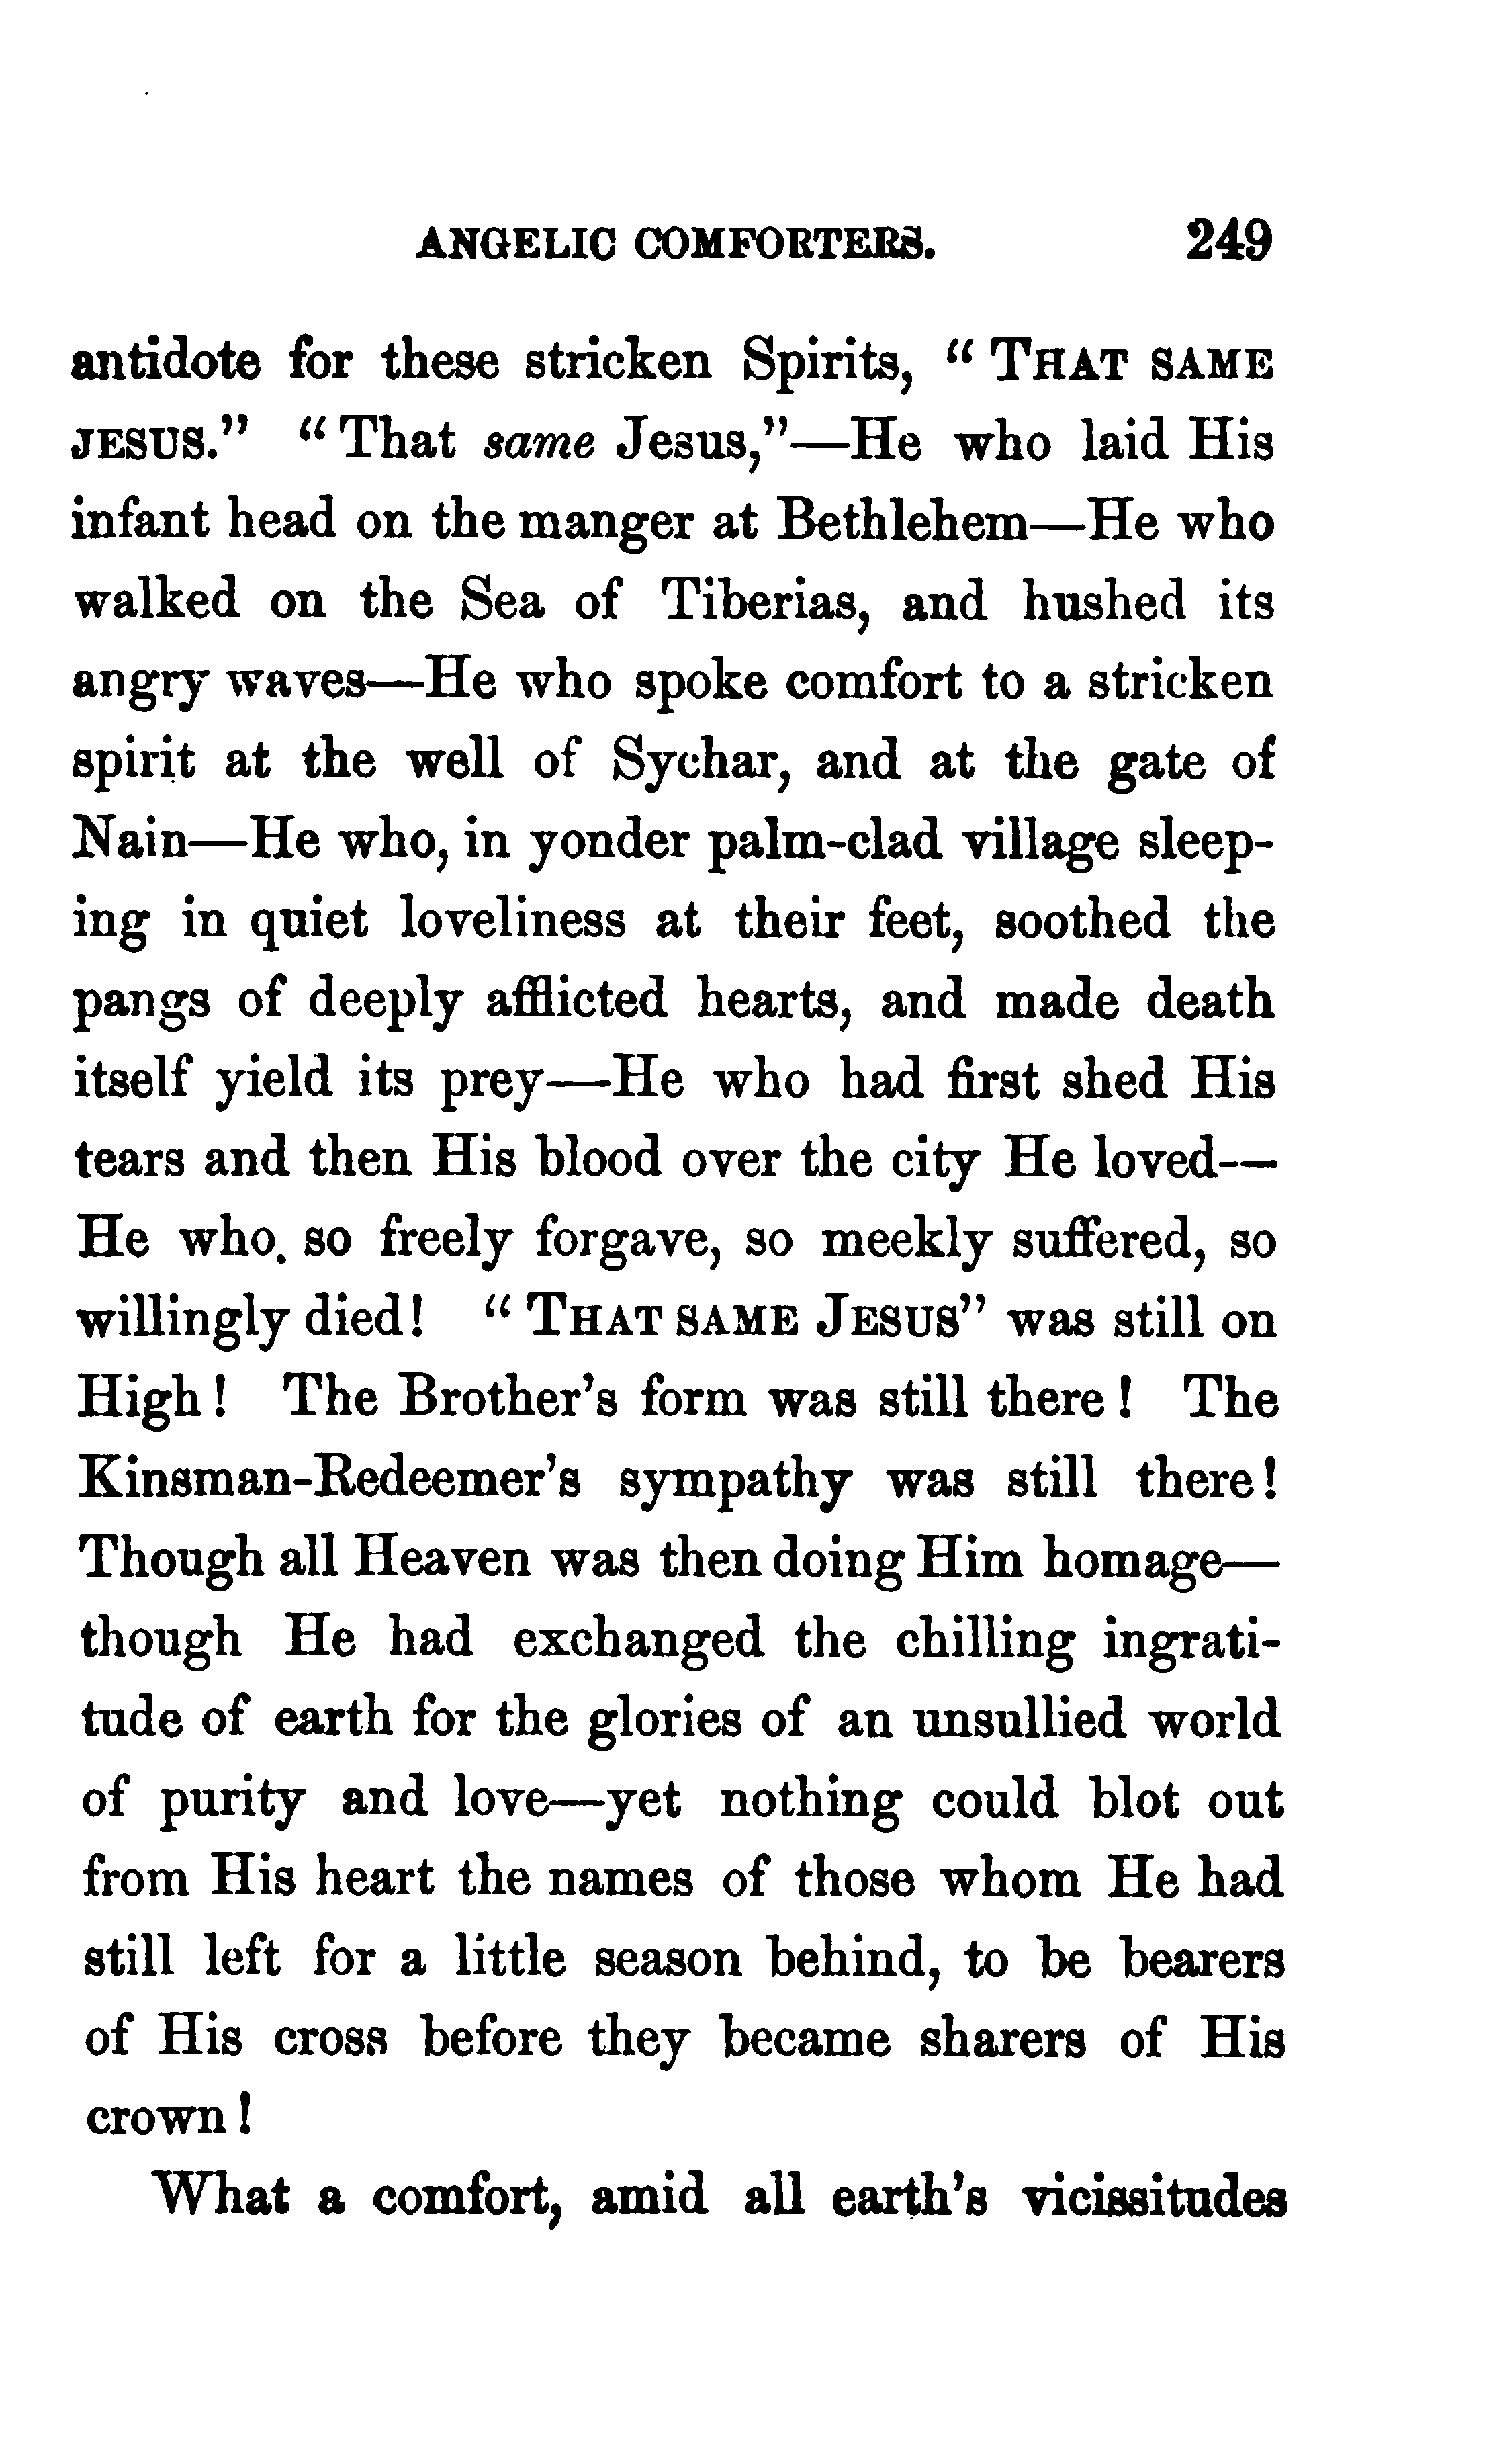 ANGELIC COMFORTERS. 249
antidote for these stricken Spirits, “THAT SAME
JESUS.” “That same Jesus,”—He who laid His
infant head on the manger at Bethlehem—He who
walked on the Sea of Tiberias, and hushed its
angry waves—He who spoke comfort to a stricken
spirit at the well of Sychar, and at the gate of
Nain—He who, in yonder palm-clad village sleep-
ing in quiet loveliness at their feet, soothed the
pangs of deeply afflicted hearts, and made death
itself yield its prey—He who had first shed His
tears and then His blood over the city He loved—
He who. so freely forgave, so meekly suffered, so
willingly died! “THAT SAME JESUS” was still on
High! The Brother’s form was still there! The
Kinsman-Redeemer’s sympathy was still there!
Though all Heaven was then doing Him homage—
though He had exchanged the chilling ingrati-
tude of earth for the glories of an unsullied world
of purity and love—yet nothing could blot out
from His heart the names of those whom He had
still left for a little season behind, to be bearers
of His cross before they became sharers of His
crown!
What a comfort, amid all earth’s vicissitudes